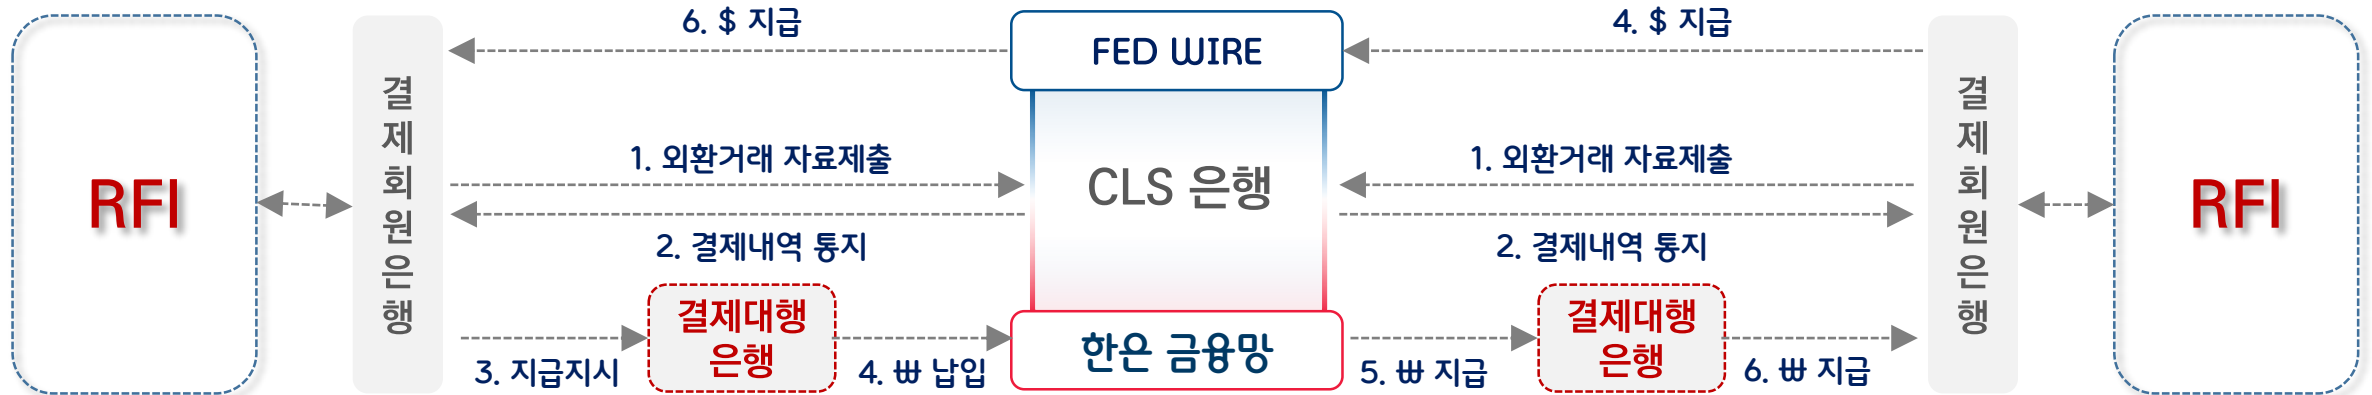 RFI
결제회원은행
6. $ 지급
1. 외환거래 자료제출
2. 결제내역 통지
3. 지급지시
결제대행
은행
4. ₩ 납입
FED WIRE
CLS 은행
한은 금융망
4. $ 지급
1. 외환거래 자료제출
2. 결제내역 통지
5. ₩ 지급
결제대행
은행
6. ₩ 지급
결제회원은행
RFI